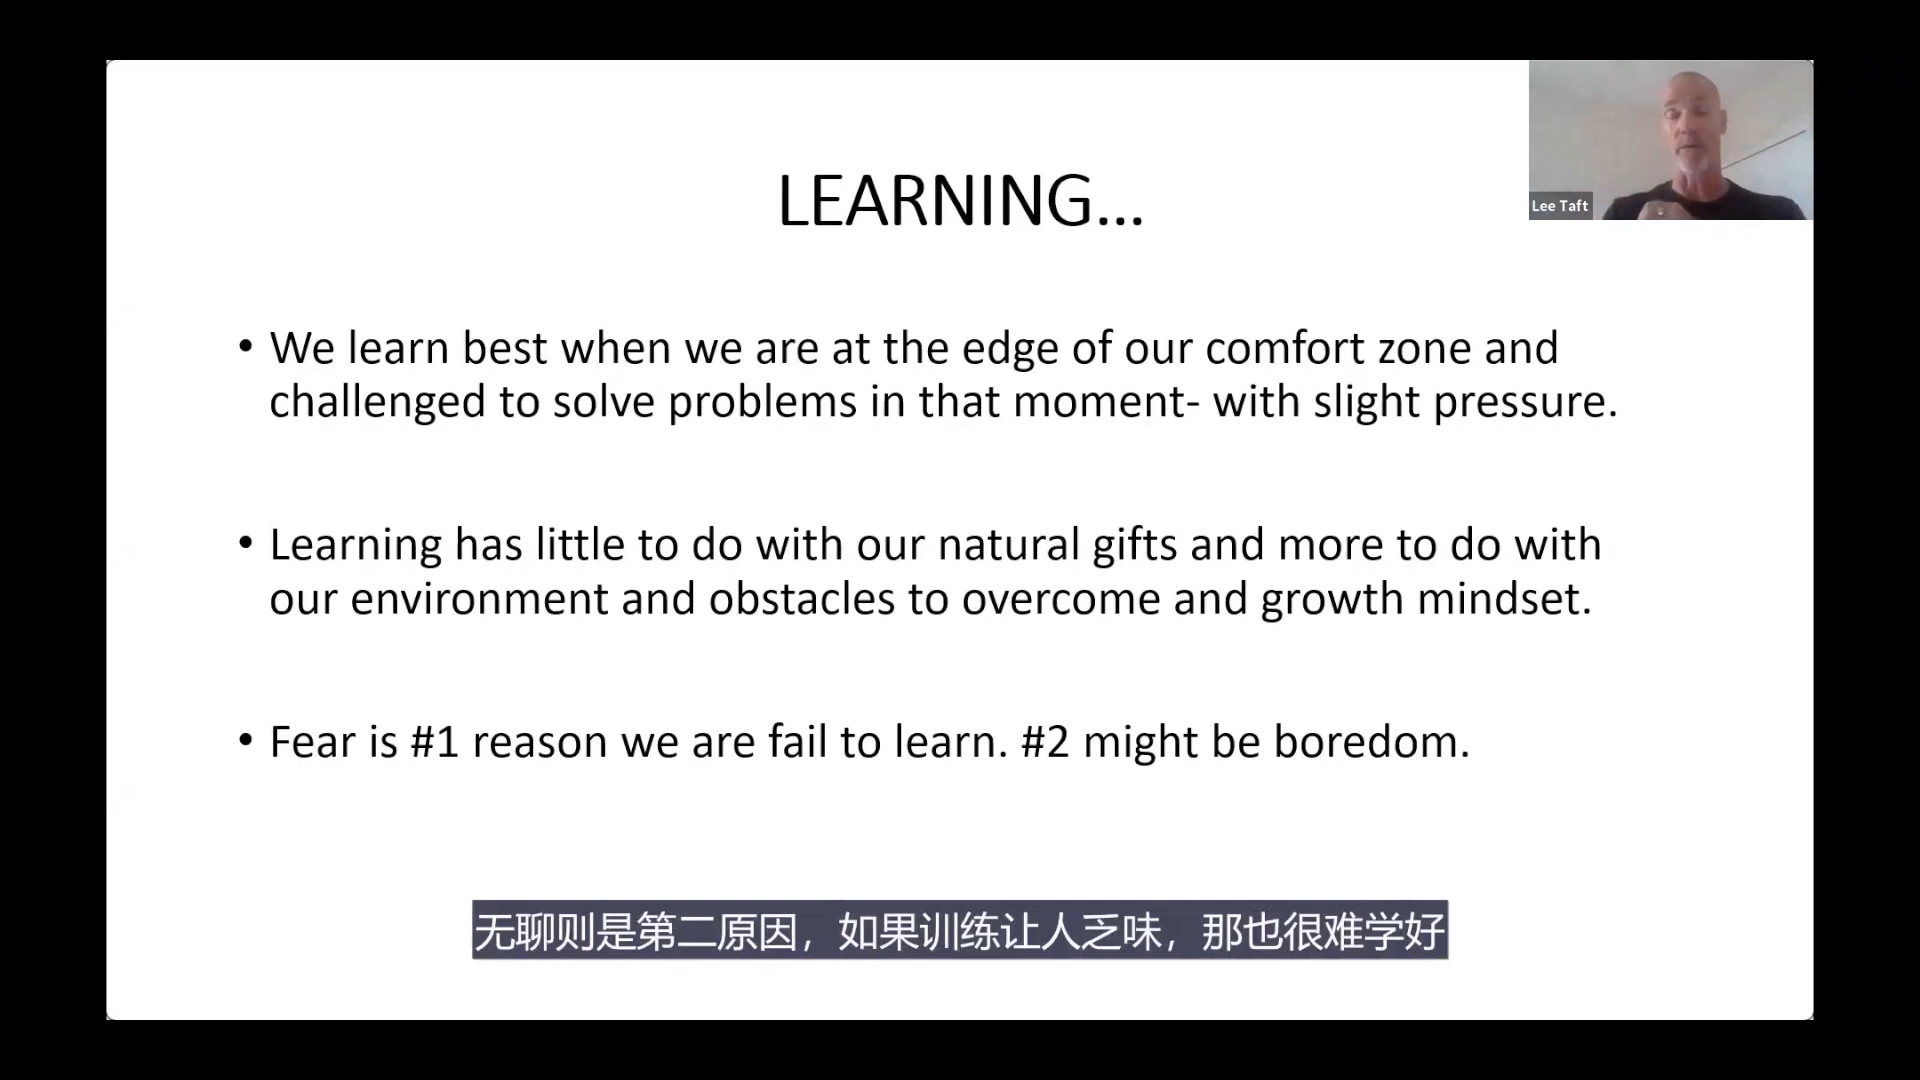 LEARNING...
Lee Taft
• We learn best when we are at the edge of our comfort zone and
challenged to solve problems in that moment- with slight pressure.
• Learning has little to do with our natural gifts and more to do with
our environment and obstacles to overcome and growth mindset.
• Fear is #1 reason we are fail to learn. #2 might be boredom.
无聊则是第二原因，如果训练让人乏味，那也很难学好